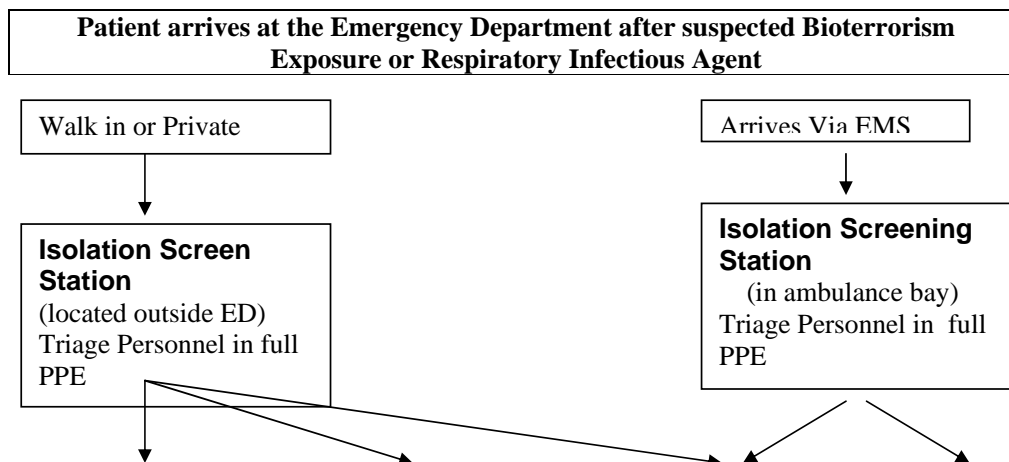 Patient arrives at the Emergency Department after suspected Bioterrorism
Exposure or Respiratory Infectious Agent
Walk in or Private
Arrives Via EMS
Isolation Screen
Station
(located outside ED)
Triage Personnel in full
PPE
Isolation Screening
Station
(in ambulance bay)
Triage Personnel in full
PPE